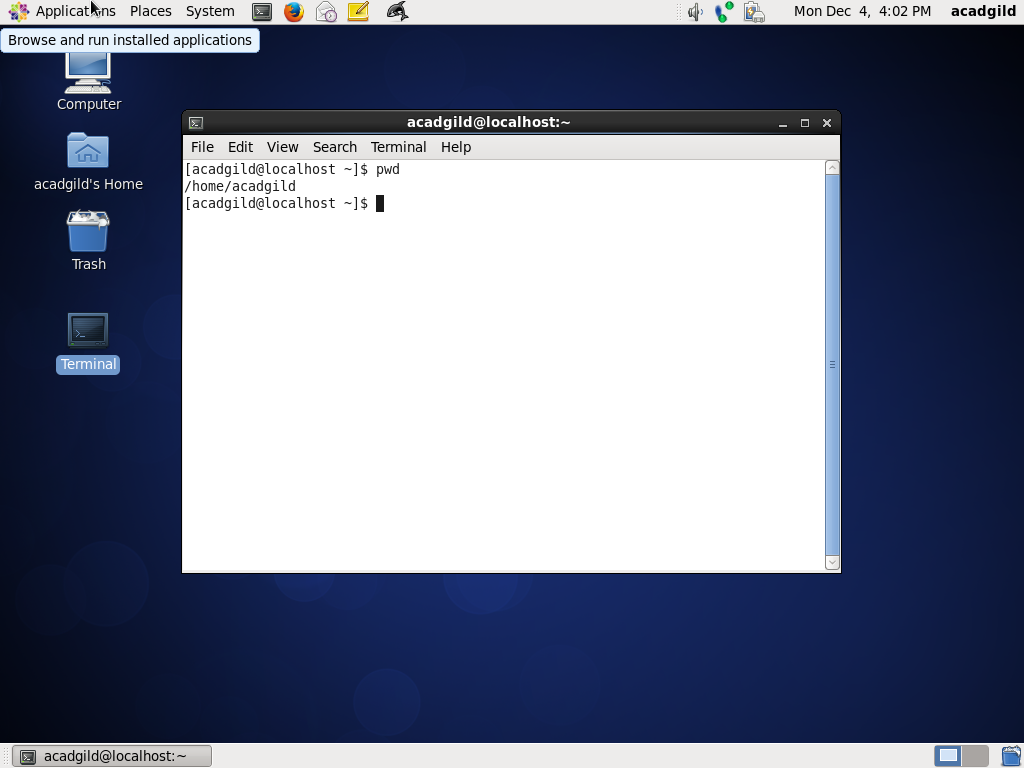 Applications Places System Mon Dec 4, 4:02 PM acadgild
Browse and run installed applications
Computer
acadgild's Home
Trash
Terminal
acadgild@localhost:~
File Edit View Search Terminal Help
[acadgild@localhost ~]$ pwd
/home/acadgild
[acadgild@localhost ~]$
acadgild@localhost:~